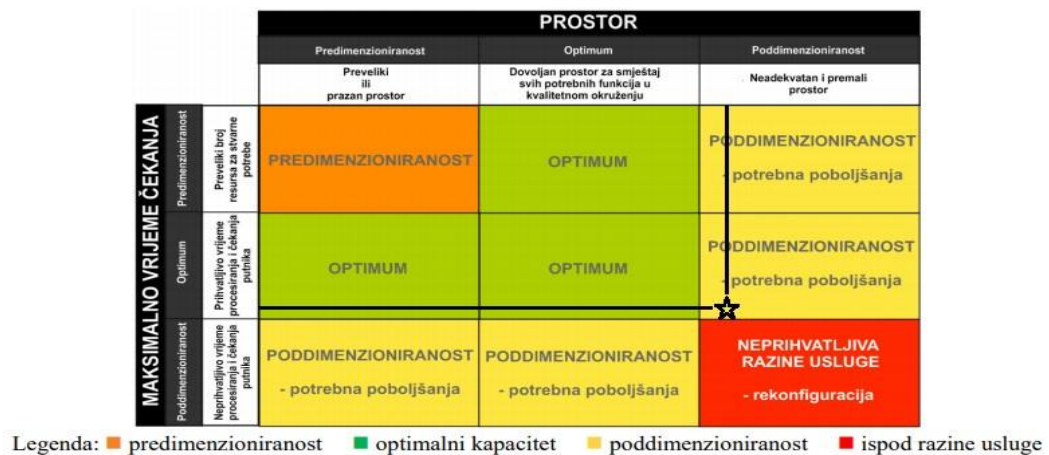 PROSTOR
Predimenzioniranost
Optimum
Poddimenzioniranost
Preveliki
ili
prazan prostor
Dovoljan prostor za smještaj
svih potrebnih funkcija u
kvalitetnom okruženju
Neadekvatan i premali
prostor
MAKSIMALNO VRIJEME ČEKANJA
Predimenzioniranost
Preveliki broj
resursa za stvarne
potrebe
PREDIMENZIONIRANOST
OPTIMUM
PODDIMENZIONIRANOST
- potrebna poboljšanja
Optimum
Prihvatljivo vrijeme
procesiranja i čekanja
putnika
OPTIMUM
OPTIMUM
PODDIMENZIONIRANOST
- potrebna poboljšanja
Poddimenzioniranost
Neprihvatljivo vrijeme
procesiranja i čekanja
putnika
PODDIMENZIONIRANOST
- potrebna poboljšanja
PODDIMENZIONIRANOST
- potrebna poboljšanja
NEPRIHVATLJIVA
RAZINE USLUGE
- rekonfiguracija
Legenda: predimenzioniranost optimalni kapacitet poddimenzioniranost ispod razine usluge